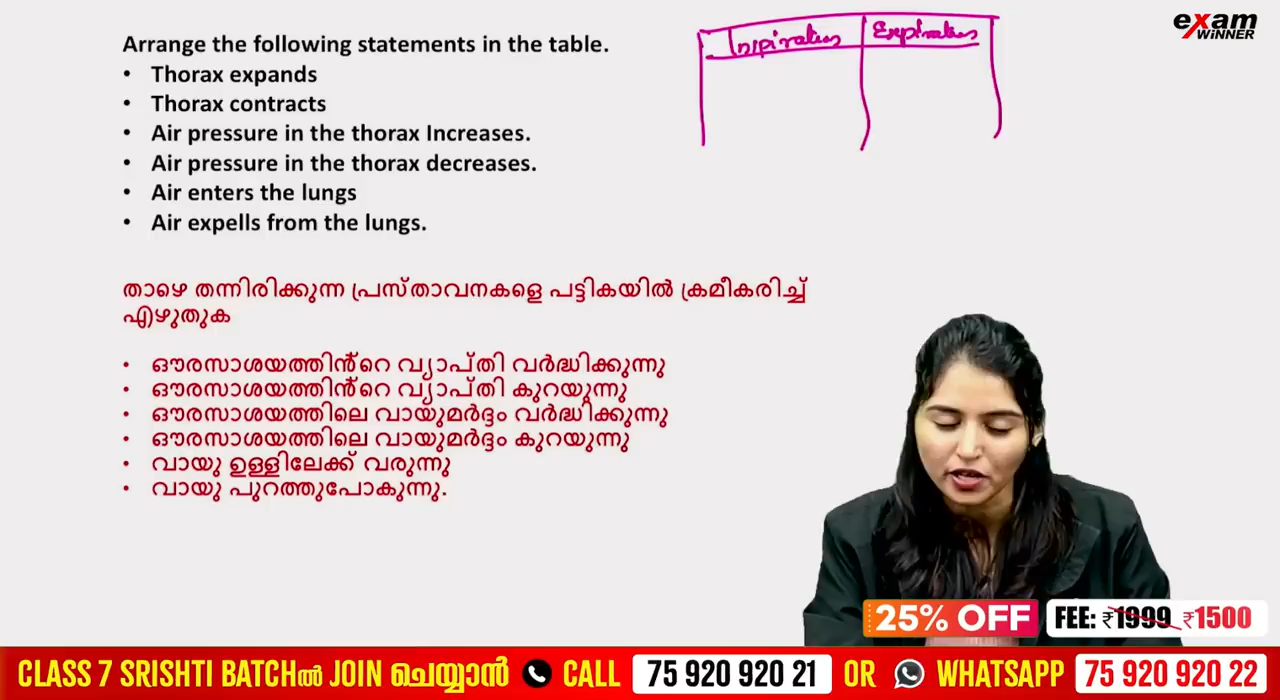 exam
WiNNER
Arrange the following statements in the table.
Inspiration Expiration
• Thorax expands
• Thorax contracts
• Air pressure in the thorax Increases.
• Air pressure in the thorax decreases.
• Air enters the lungs
• Air expells from the lungs.
താഴെ തന്നിരിക്കുന്ന പ്രസ്താവനകളെ പട്ടികയിൽ ക്രമീകരിച്ച്
എഴുതുക
• ഔരസാശയത്തിൻ്റെ വ്യാപ്തി വർദ്ധിക്കുന്നു
• ഔരസാശയത്തിൻ്റെ വ്യാപ്തി കുറയുന്നു
• ഔരസാശയത്തിലെ വായുമർദ്ദം വർദ്ധിക്കുന്നു
• ഔരസാശയത്തിലെ വായുമർദ്ദം കുറയുന്നു
• വായു ഉള്ളിലേക്ക് വരുന്നു
• വായു പുറത്തുപോകുന്നു.
25% OFF FEE: ₹1999 ₹1500
CLASS 7 SRISHTI BATCHൽ JOIN ചെയ്യാൻ CALL 75 920 920 21 OR WHATSAPP 75 920 920 22